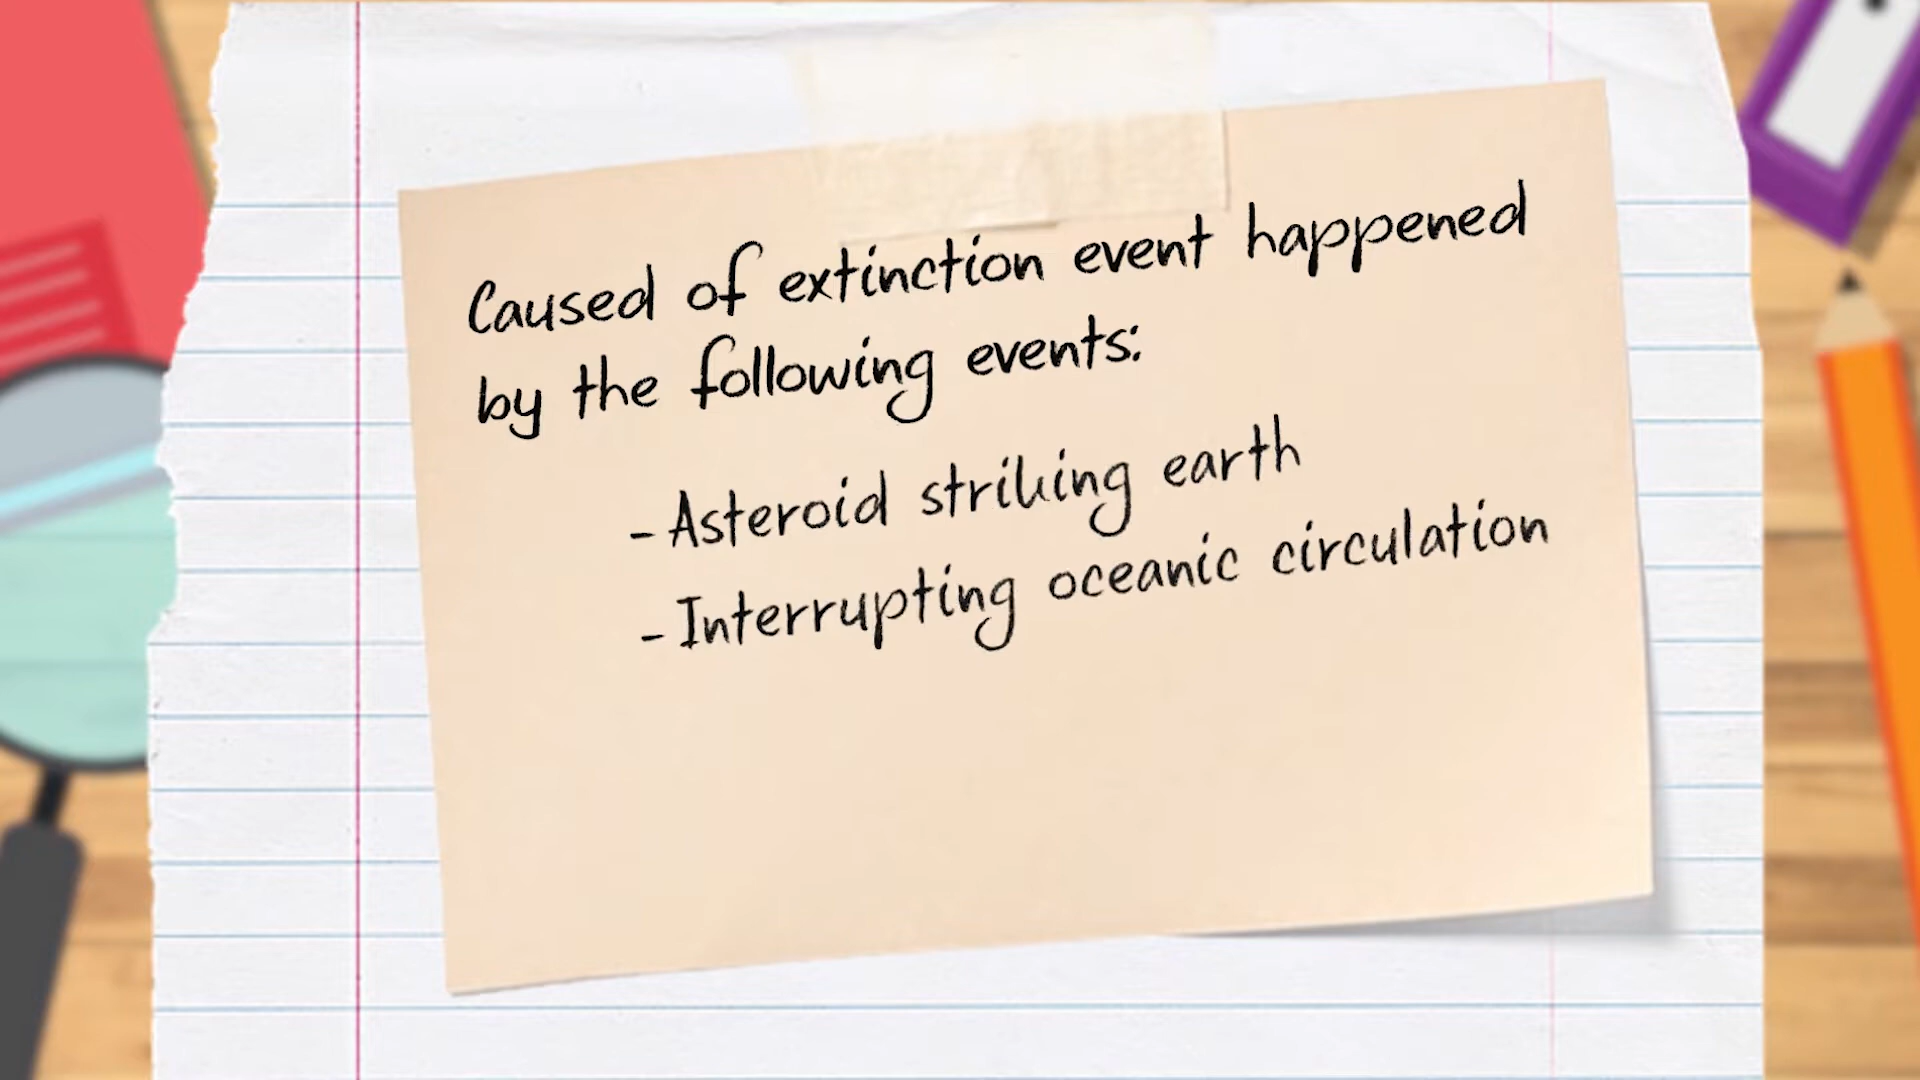 Caused of extinction event happened
by the following events:
- Asteroid striking earth
- Interrupting oceanic circulation